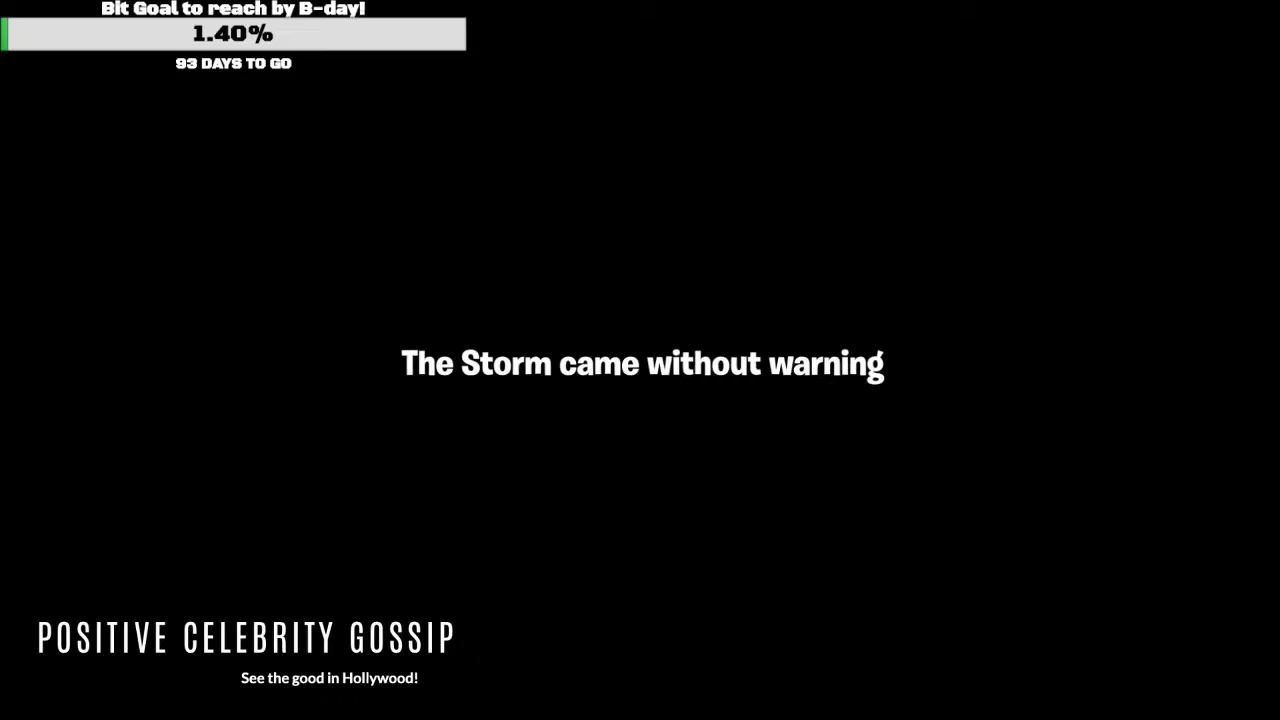 Bit Goal to reach by B-day!
1.40%
93 DAYS TO GO
The Storm came without warning
POSITIVE CELEBRITY GOSSIP
See the good in Hollywood!